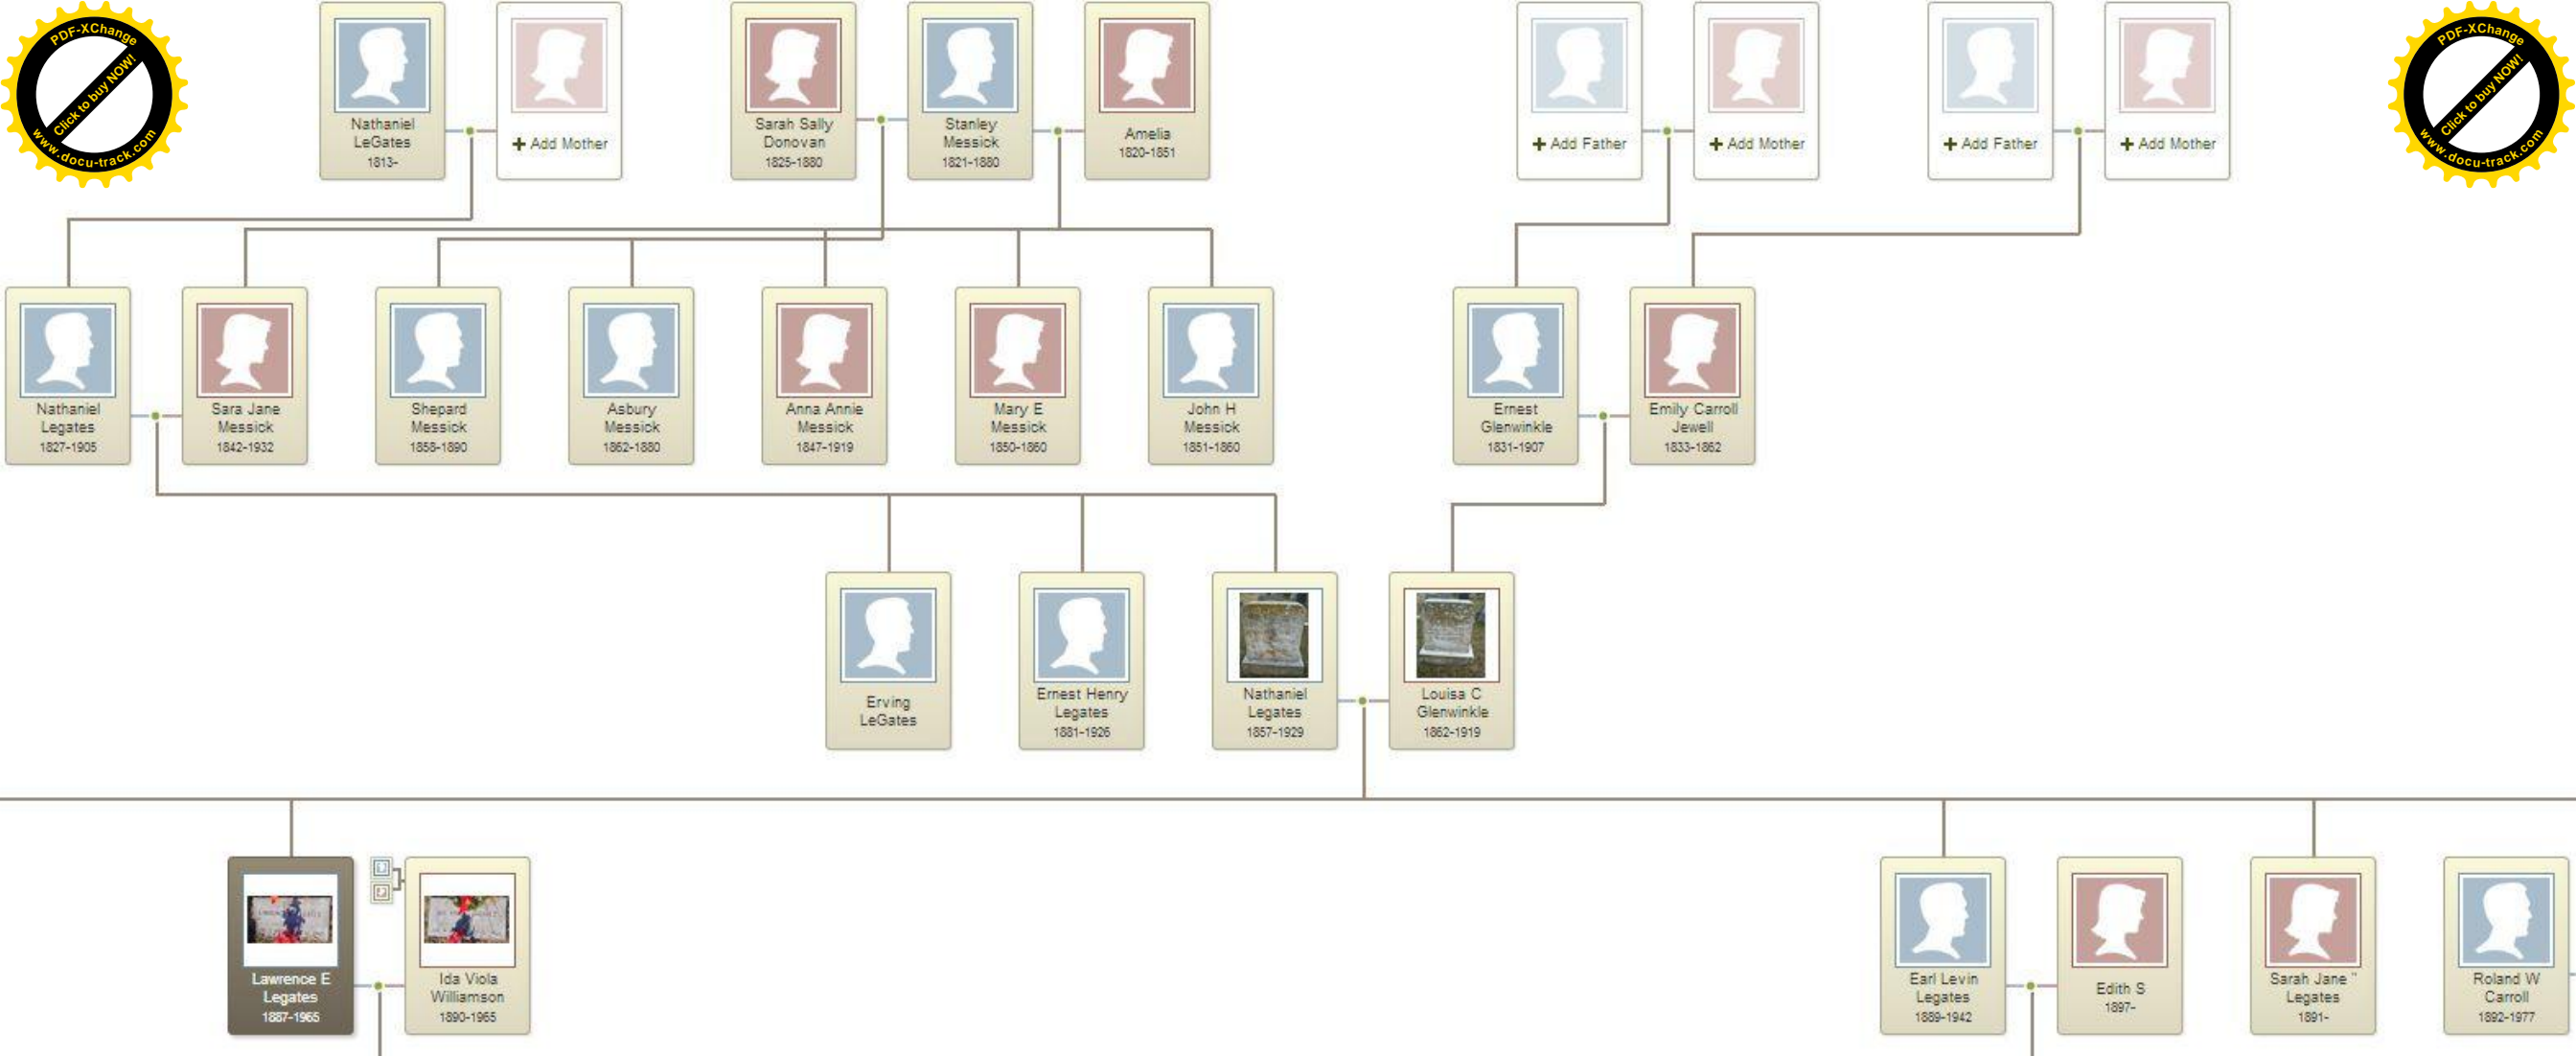 PDF-XChange
Click to buy NOW!
www.docu-track.com
PDF-XChange
Click to buy NOW!
www.docu-track.com
Nathaniel
LeGates
1813-
+ Add Mother
Sarah Sally
Donovan
1825-1880
Stanley
Messick
1821-1880
Amelia
1820-1851
+ Add Father
+ Add Mother
+ Add Father
+ Add Mother
Nathaniel
Legates
1827-1905
Sara Jane
Messick
1842-1932
Shepard
Messick
1858-1890
Asbury
Messick
1862-1880
Anna Annie
Messick
1847-1919
Mary E
Messick
1850-1860
John H
Messick
1851-1860
Ernest
Glenwinkle
1831-1907
Emily Carroll
Jewell
1833-1862
Erving
LeGates
Ernest Henry
Legates
1881-1926
Nathaniel
Legates
1857-1929
Louisa C
Glenwinkle
1862-1919
Lawrence E
Legates
1887-1965
Ida Viola
Williamson
1890-1965
Earl Levin
Legates
1889-1942
Edith S
1897-
Sarah Jane "
Legates
1891-
Roland W
Carroll
1892-1977